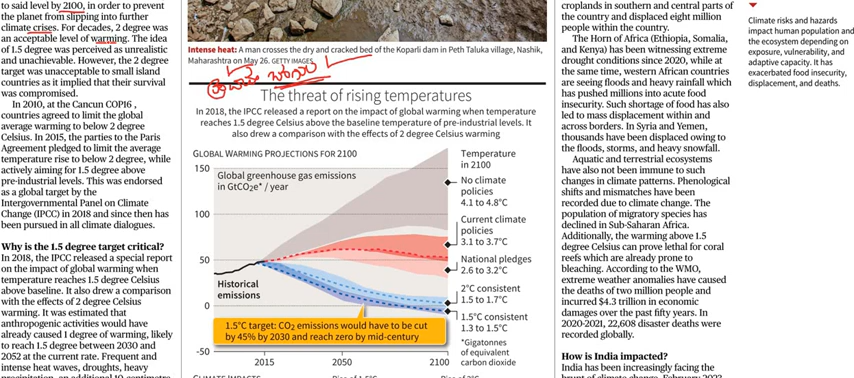 to said level by 2100, in order to prevent
the planet from slipping into further
climate crises. For decades, 2 degree was
an acceptable level of warming. The idea
of 1.5 degree was perceived as unrealistic
and unachievable. However, the 2 degree
target was unacceptable to small island
countries as it implied that their survival
was compromised.
In 2010, at the Cancun COP16 ,
countries agreed to limit the global
average warming to below 2 degree
Celsius. In 2015, the parties to the Paris
Agreement pledged to limit the average
temperature rise to below 2 degree, while
actively aiming for 1.5 degree above
pre-industrial levels. This was endorsed
as a global target by the
Intergovernmental Panel on Climate
Change (IPCC) in 2018 and since then has
been pursued in all climate dialogues.
Why is the 1.5 degree target critical?
In 2018, the IPCC released a special report
on the impact of global warming when
temperature reaches 1.5 degree Celsius
above baseline. It also drew a comparison
with the effects of 2 degree Celsius
warming. It was estimated that
anthropogenic activities would have
already caused 1 degree of warming, likely
to reach 1.5 degree between 2030 and
2052 at the current rate. Frequent and
intense heat waves, droughts, heavy
precipitation, an additional 10-centimetre
Intense heat: A man crosses the dry and cracked bed of the Koparli dam in Peth Taluka village, Nashik,
Maharashtra on May 26. GETTY IMAGES
The threat of rising temperatures
In 2018, the IPCC released a report on the impact of global warming when temperature
reaches 1.5 degree Celsius above the baseline temperature of pre-industrial levels. It
also drew a comparison with the effects of 2 degree Celsius warming
GLOBAL WARMING PROJECTIONS FOR 2100
Global greenhouse gas emissions
in GtCO2e* / year
150
100
50
0
-50
Historical
emissions
1.5°C target: CO2 emissions would have to be cut
by 45% by 2030 and reach zero by mid-century
2015
2050
2100
Temperature
in 2100
No climate
policies
4.1 to 4.8°C
Current climate
policies
3.1 to 3.7°C
National pledges
2.6 to 3.2°C
2°C consistent
1.5 to 1.7°C
1.5°C consistent
1.3 to 1.5°C
*Gigatonnes
of equivalent
carbon dioxide
CLIMATE IMPACTS
Rise of 1.5°C
Rise of 2°C
croplands in southern and central parts of
the country and displaced eight million
people within the country.
The Horn of Africa (Ethiopia, Somalia,
and Kenya) has been witnessing extreme
drought conditions since 2020, while at
the same time, western African countries
are seeing floods and heavy rainfall which
has pushed millions into acute food
insecurity. Such shortage of food has also
led to mass displacement within and
across borders. In Syria and Yemen,
thousands have been displaced owing to
the floods, storms, and heavy snowfall.
Aquatic and terrestrial ecosystems
have also not been immune to such
changes in climate patterns. Phenological
shifts and mismatches have been
recorded due to climate change. The
population of migratory species has
declined in Sub-Saharan Africa.
Additionally, the warming above 1.5
degree Celsius can prove lethal for coral
reefs which are already prone to
bleaching. According to the WMO,
extreme weather anomalies have caused
the deaths of two million people and
incurred $4.3 trillion in economic
damages over the past fifty years. In
2020-2021, 22,608 disaster deaths were
recorded globally.
How is India impacted?
India has been increasingly facing the
brunt of climate change. February 2023
Climate risks and hazards
impact human population and
the ecosystem depending on
exposure, vulnerability, and
adaptive capacity. It has
exacerbated food insecurity,
displacement, and deaths.